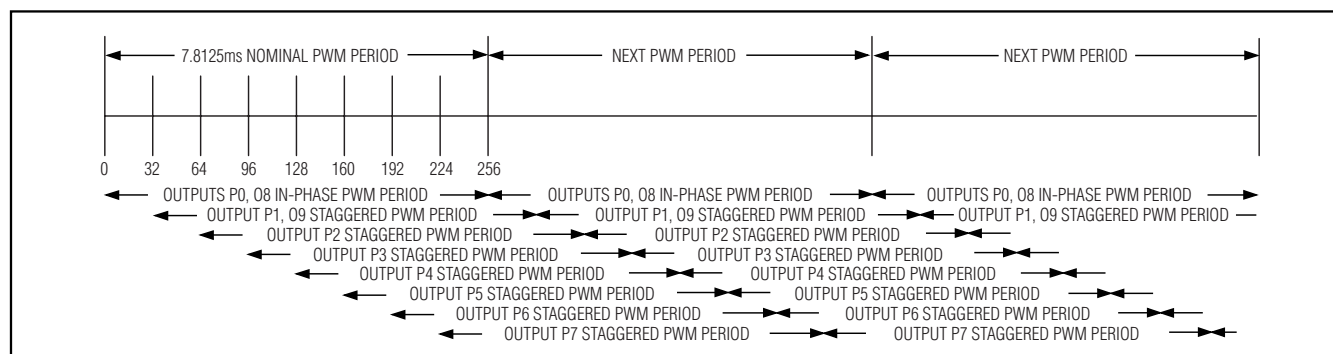 7.8125ms NOMINAL PWM PERIOD NEXT PWM PERIOD NEXT PWM PERIOD
0 32 64 96 128 160 192 224 256
OUTPUTS P0, O8 IN-PHASE PWM PERIOD OUTPUTS P0, O8 IN-PHASE PWM PERIOD OUTPUTS P0, O8 IN-PHASE PWM PERIOD
OUTPUT P1, O9 STAGGERED PWM PERIOD OUTPUT P1, O9 STAGGERED PWM PERIOD OUTPUT P1, O9 STAGGERED PWM PERIOD
OUTPUT P2 STAGGERED PWM PERIOD OUTPUT P2 STAGGERED PWM PERIOD
OUTPUT P3 STAGGERED PWM PERIOD OUTPUT P3 STAGGERED PWM PERIOD
OUTPUT P4 STAGGERED PWM PERIOD OUTPUT P4 STAGGERED PWM PERIOD
OUTPUT P5 STAGGERED PWM PERIOD OUTPUT P5 STAGGERED PWM PERIOD
OUTPUT P6 STAGGERED PWM PERIOD OUTPUT P6 STAGGERED PWM PERIOD
OUTPUT P7 STAGGERED PWM PERIOD OUTPUT P7 STAGGERED PWM PERIOD